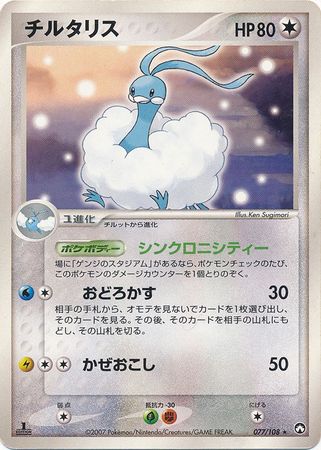 チルタリス HP80
Illus. Ken Sugimori
1進化 チルットから進化
ポケボディー シンクロニシティー
場に「ゲンジのスタジアム」があるなら、ポケモンチェックのたび、
このポケモンのダメージカウンターを1個とりのぞく。
おどろかす 30
相手の手札から、オモテを見ないでカードを1枚選び出し、
そのカードを見る。その後、そのカードを相手の山札にも
どし、その山札を切る。
かぜおこし 50
弱点 抵抗力 -30 にげる
1 EDITION ©2007 Pokémon/Nintendo/Creatures/GAME FREAK. 077/108 ★